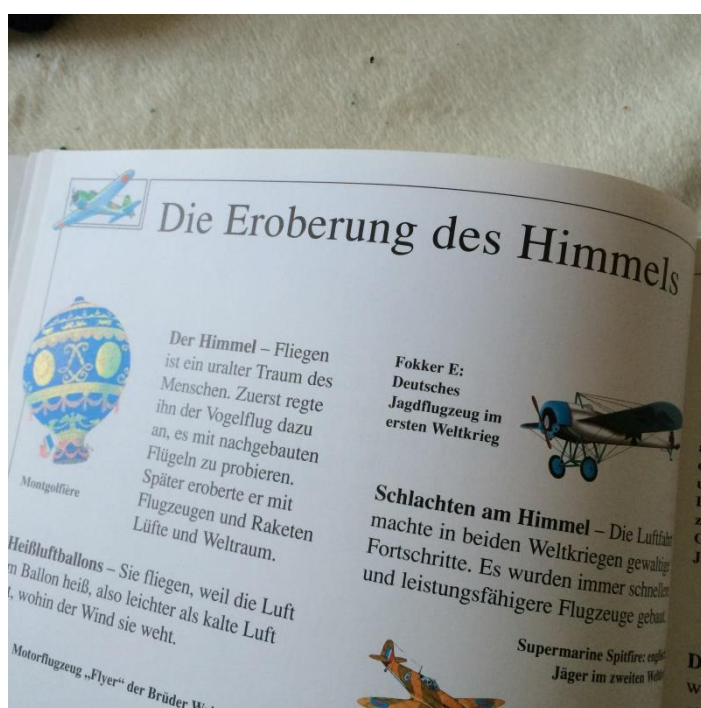 Die Eroberung des Himmels
Der Himmel – Fliegen
ist ein uralter Traum des
Menschen. Zuerst regte
ihn der Vogelflug dazu
an, es mit nachgebauten
Flügeln zu probieren.
Später eroberte er mit
Flugzeugen und Raketen
Lüfte und Weltraum.
Montgolfière
Heißluftballons – Sie fliegen, weil die Luft
m Ballon heiß, also leichter als kalte Luft
t, wohin der Wind sie weht.
Motorflugzeug „Flyer“ der Brüder
Fokker E:
Deutsches
Jagdflugzeug im
ersten Weltkrieg
Schlachten am Himmel – Die Luftfahrt
machte in beiden Weltkriegen gewaltige
Fortschritte. Es wurden immer schnellere
und leistungsfähigere Flugzeuge gebaut.
Supermarine Spitfire:
Jäger im zweiten